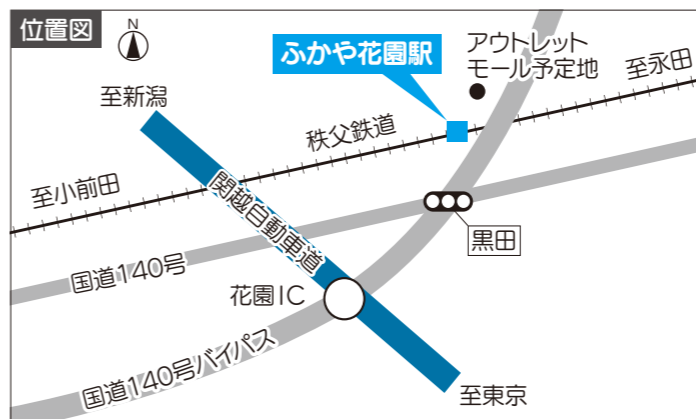 位置図
N
ふかや花園駅
アウトレット
モール予定地
至永田
至新潟
秩父鉄道
至小前田
関越自動車道
黒田
国道140号
花園IC
国道140号バイパス
至東京